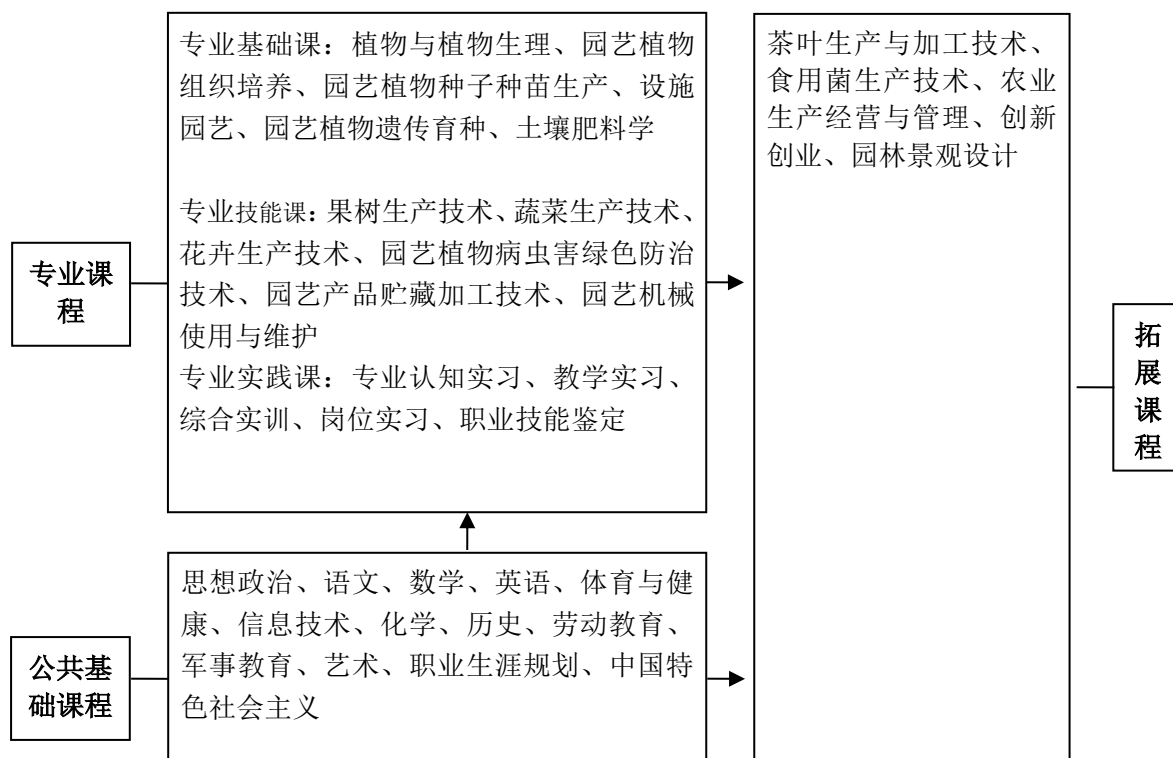 专业基础课：植物与植物生理、园艺植物
组织培养、园艺植物种子种苗生产、设施
园艺、园艺植物遗传育种、土壤肥料学
专业技能课：果树生产技术、蔬菜生产技术、
花卉生产技术、园艺植物病虫害绿色防治
技术、园艺产品贮藏加工技术、园艺机械
使用与维护
专业实践课：专业认知实习、教学实习、
综合实训、岗位实习、职业技能鉴定
茶叶生产与加工技术、
食用菌生产技术、农业
生产经营与管理、创新
创业、园林景观设计
专业课
程
拓
展
课
程
思想政治、语文、数学、英语、体育与健
康、信息技术、化学、历史、劳动教育、
军事教育、艺术、职业生涯规划、中国特
色社会主义
公共基
础课程